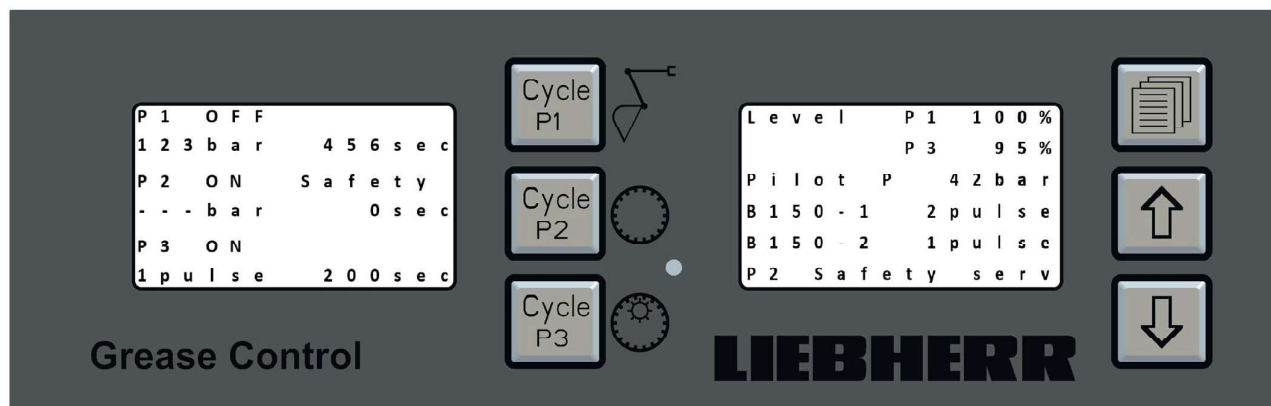 P1 OFF
123bar 456sec
P2 ON Safety
---bar 0sec
P3 ON
1pulse 200sec
Grease Control
Cycle
P1
Cycle
P2
Cycle
P3
Level P1 100%
P3 95%
Pilot P 42bar
B150-1 2pulse
B150-2 1pulse
P2 Safety serv
LIEBHERR